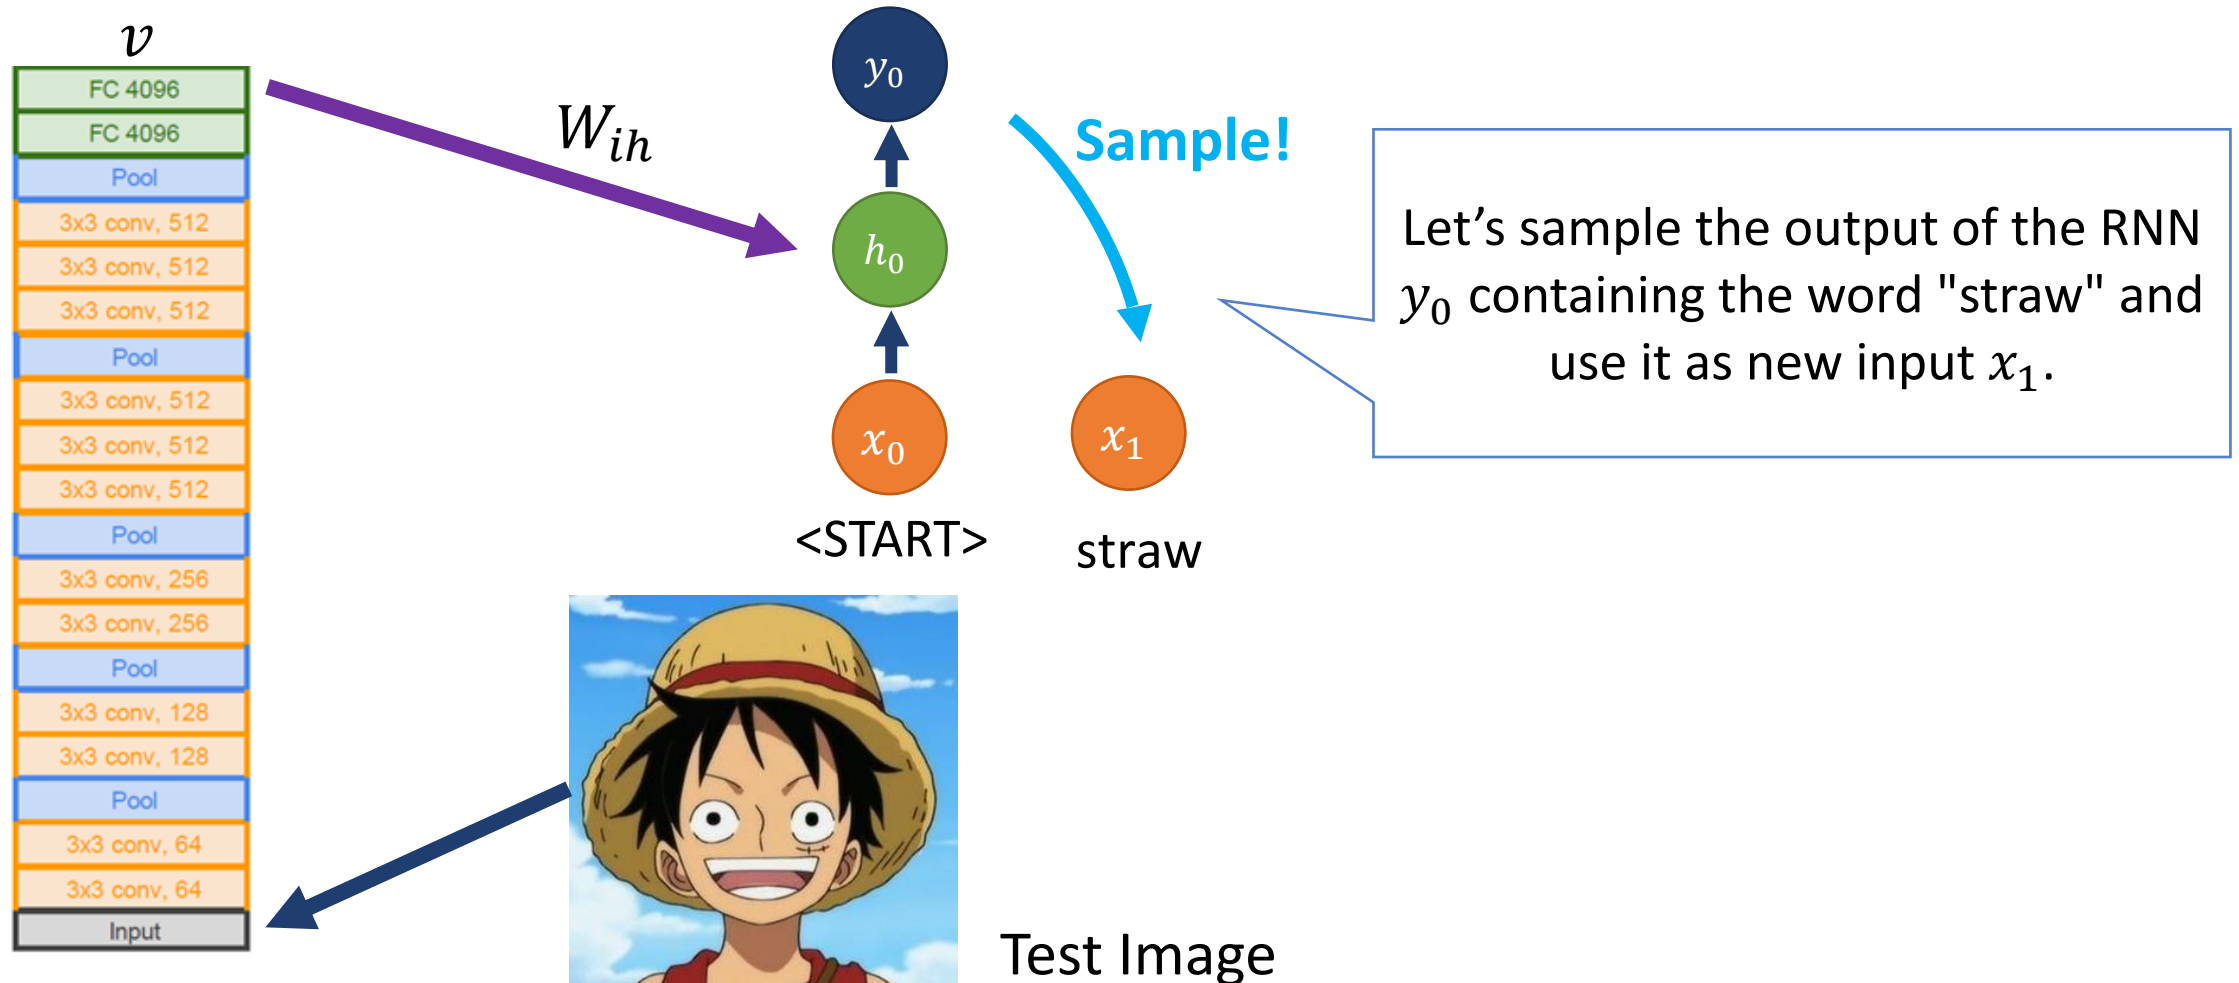 v
FC 4096
FC 4096
Pool
3x3 conv, 512
3x3 conv, 512
3x3 conv, 512
Pool
3x3 conv, 512
3x3 conv, 512
3x3 conv, 512
Pool
3x3 conv, 256
3x3 conv, 256
Pool
3x3 conv, 128
3x3 conv, 128
Pool
3x3 conv, 64
3x3 conv, 64
Input
W_{ih}
y_0
h_0
x_0
<START>
Sample!
x_1
straw
Let’s sample the output of the RNN
y_0 containing the word "straw" and
use it as new input x_1.
Test Image